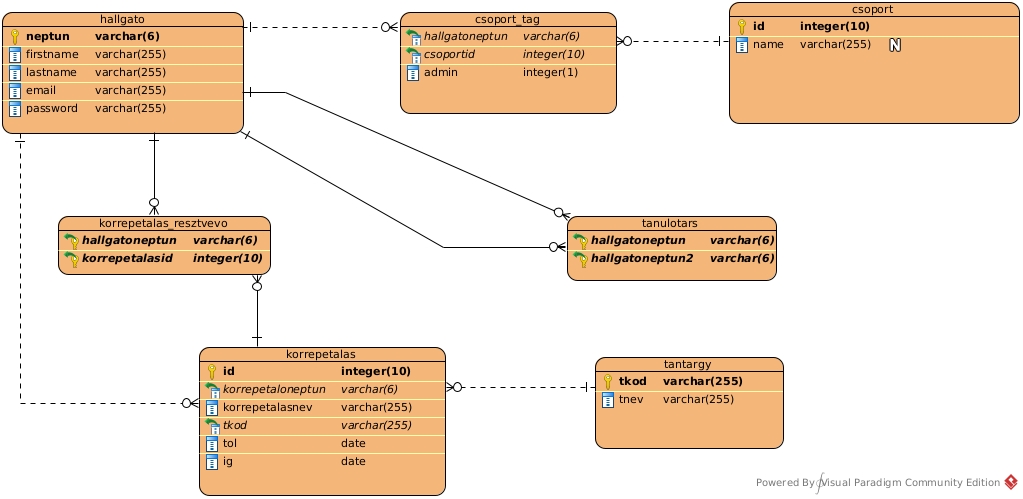 hallgato
neptun varchar(6)
firstname varchar(255)
lastname varchar(255)
email varchar(255)
password varchar(255)
csoport_tag
hallgatoneptun varchar(6)
csoportid integer(10)
admin integer(1)
csoport
id integer(10)
name varchar(255) N
korrepetalas_resztvevo
hallgatoneptun varchar(6)
korrepetalasid integer(10)
tanulotars
hallgatoneptun varchar(6)
hallgatoneptun2 varchar(6)
korrepetalas
id integer(10)
korrepetaloneptun varchar(6)
korrepetalasnev varchar(255)
tkod varchar(255)
tol date
ig date
tantargy
tkod varchar(255)
tnev varchar(255)
Powered By Visual Paradigm Community Edition